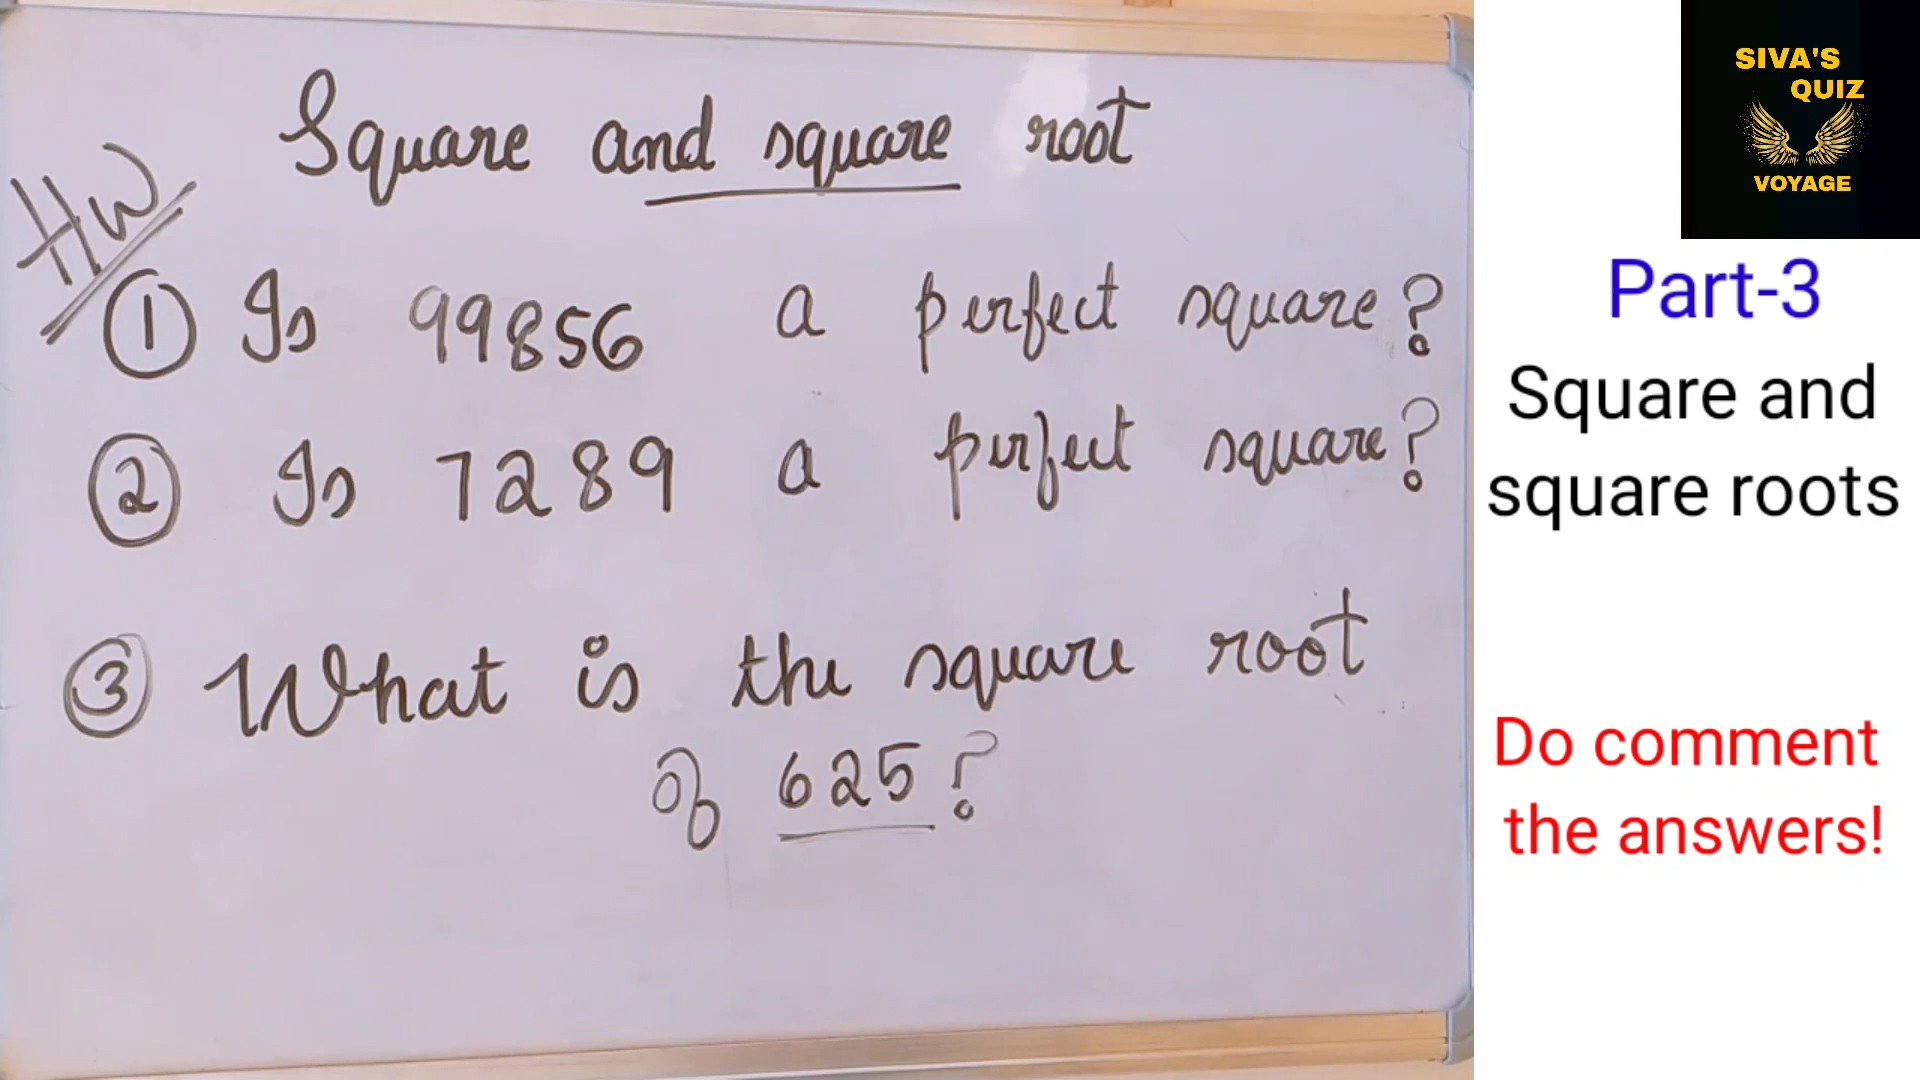 Square and square root
HW
① Is 99856 a perfect square?
② Is 7289 a perfect square?
③ What is the square root
of 625?
SIVA'S
QUIZ
VOYAGE
Part-3
Square and
square roots
Do comment
the answers!